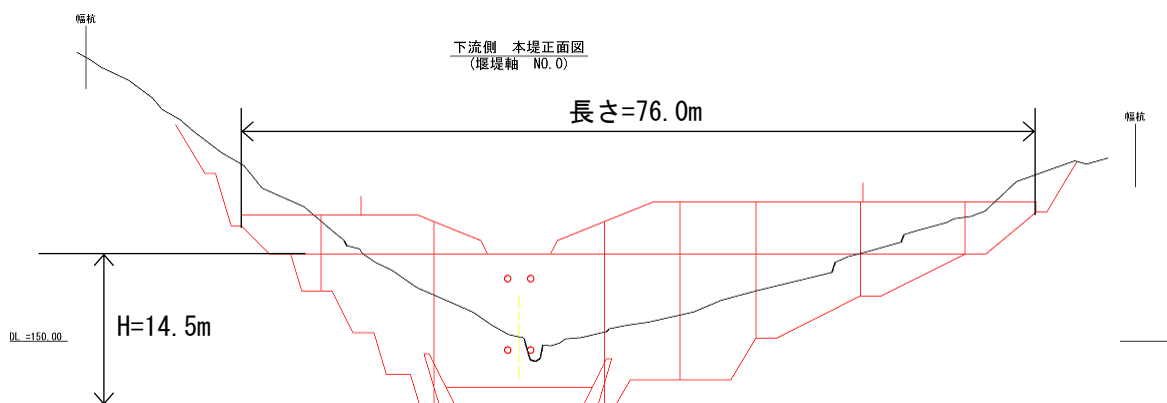 幅杭
下流側 本堤正面図
(堰堤軸 NO.0)
長さ=76.0m
幅杭
H=14.5m
DL =150.00